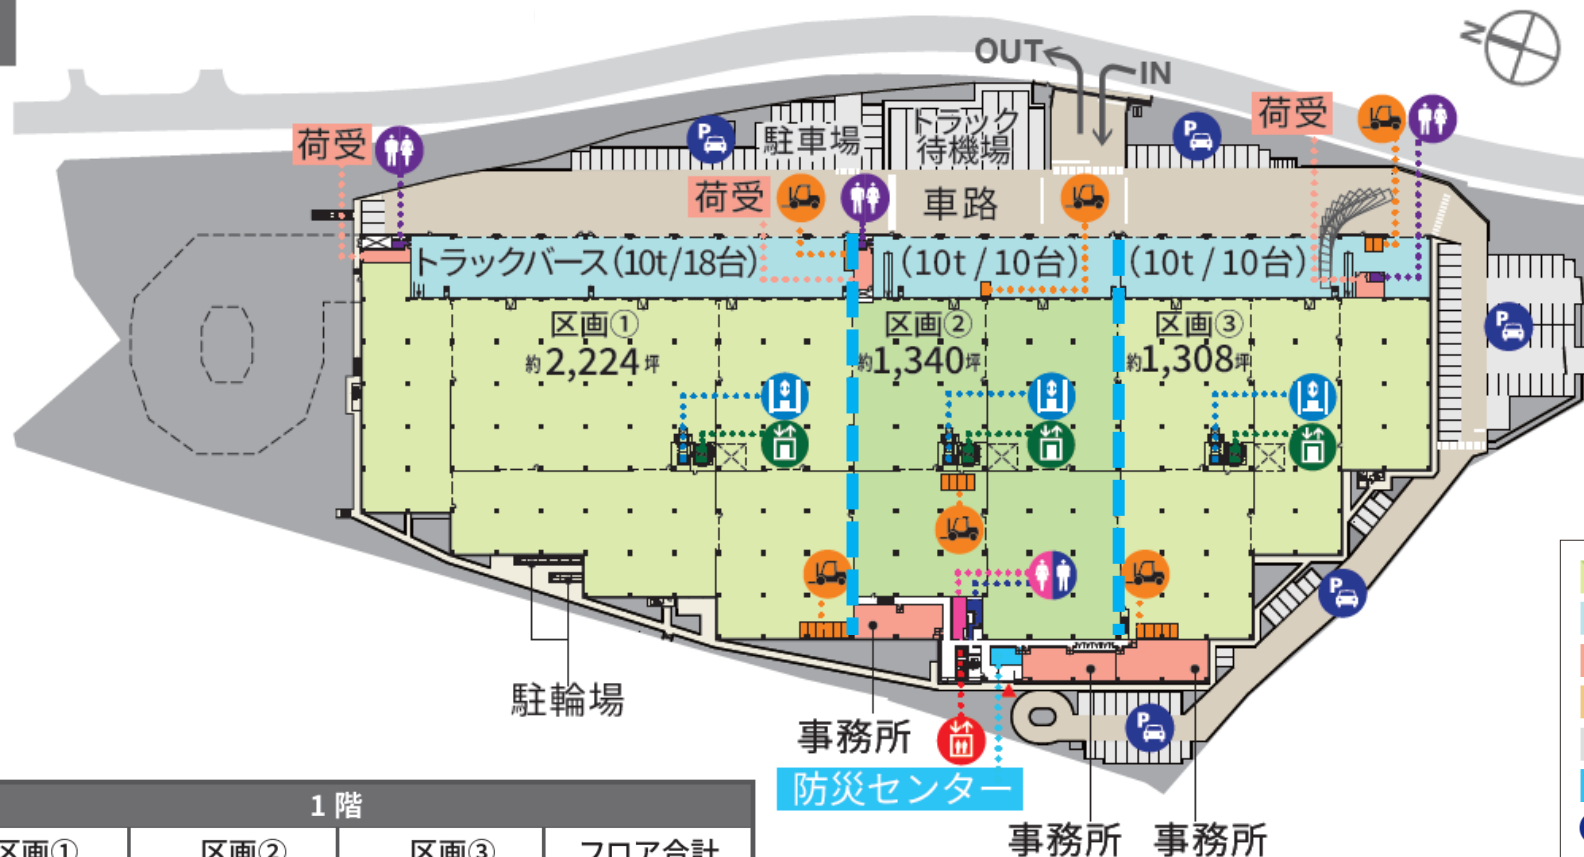 N
OUT
IN
荷受
P
駐車場
トラック
待機場
P
荷受
荷受
車路
トラックバース(10t/18台)
(10t / 10台)
(10t / 10台)
区画①
約2,224坪
区画②
約1,340坪
区画③
約1,308坪
P
P
駐輪場
事務所
P
防災センター
事務所
事務所
1階
区画①
区画②
区画③
フロア合計